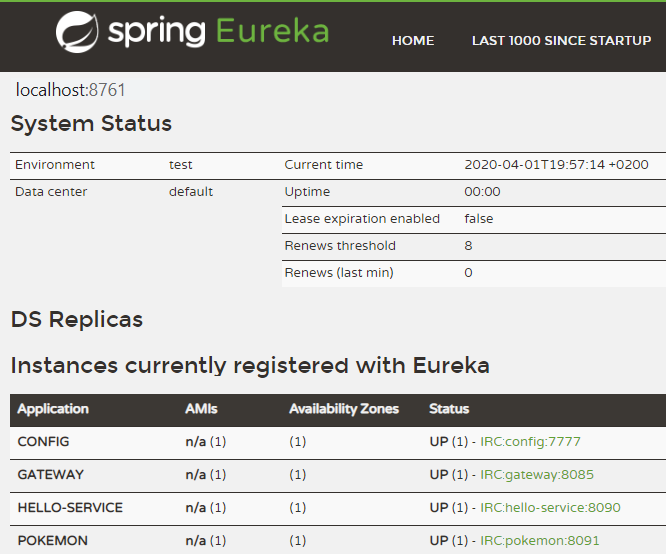 spring Eureka HOME LAST 1000 SINCE STARTUP
localhost:8761
System Status
Environment test Current time 2020-04-01T19:57:14 +0200
Data center default Uptime 00:00
Lease expiration enabled false
Renews threshold 8
Renews (last min) 0
DS Replicas
Instances currently registered with Eureka
Application AMIs Availability Zones Status
CONFIG n/a (1) (1) UP (1) - IRC:config:7777
GATEWAY n/a (1) (1) UP (1) - IRC:gateway:8085
HELLO-SERVICE n/a (1) (1) UP (1) - IRC:hello-service:8090
POKEMON n/a (1) (1) UP (1) - IRC:pokemon:8091